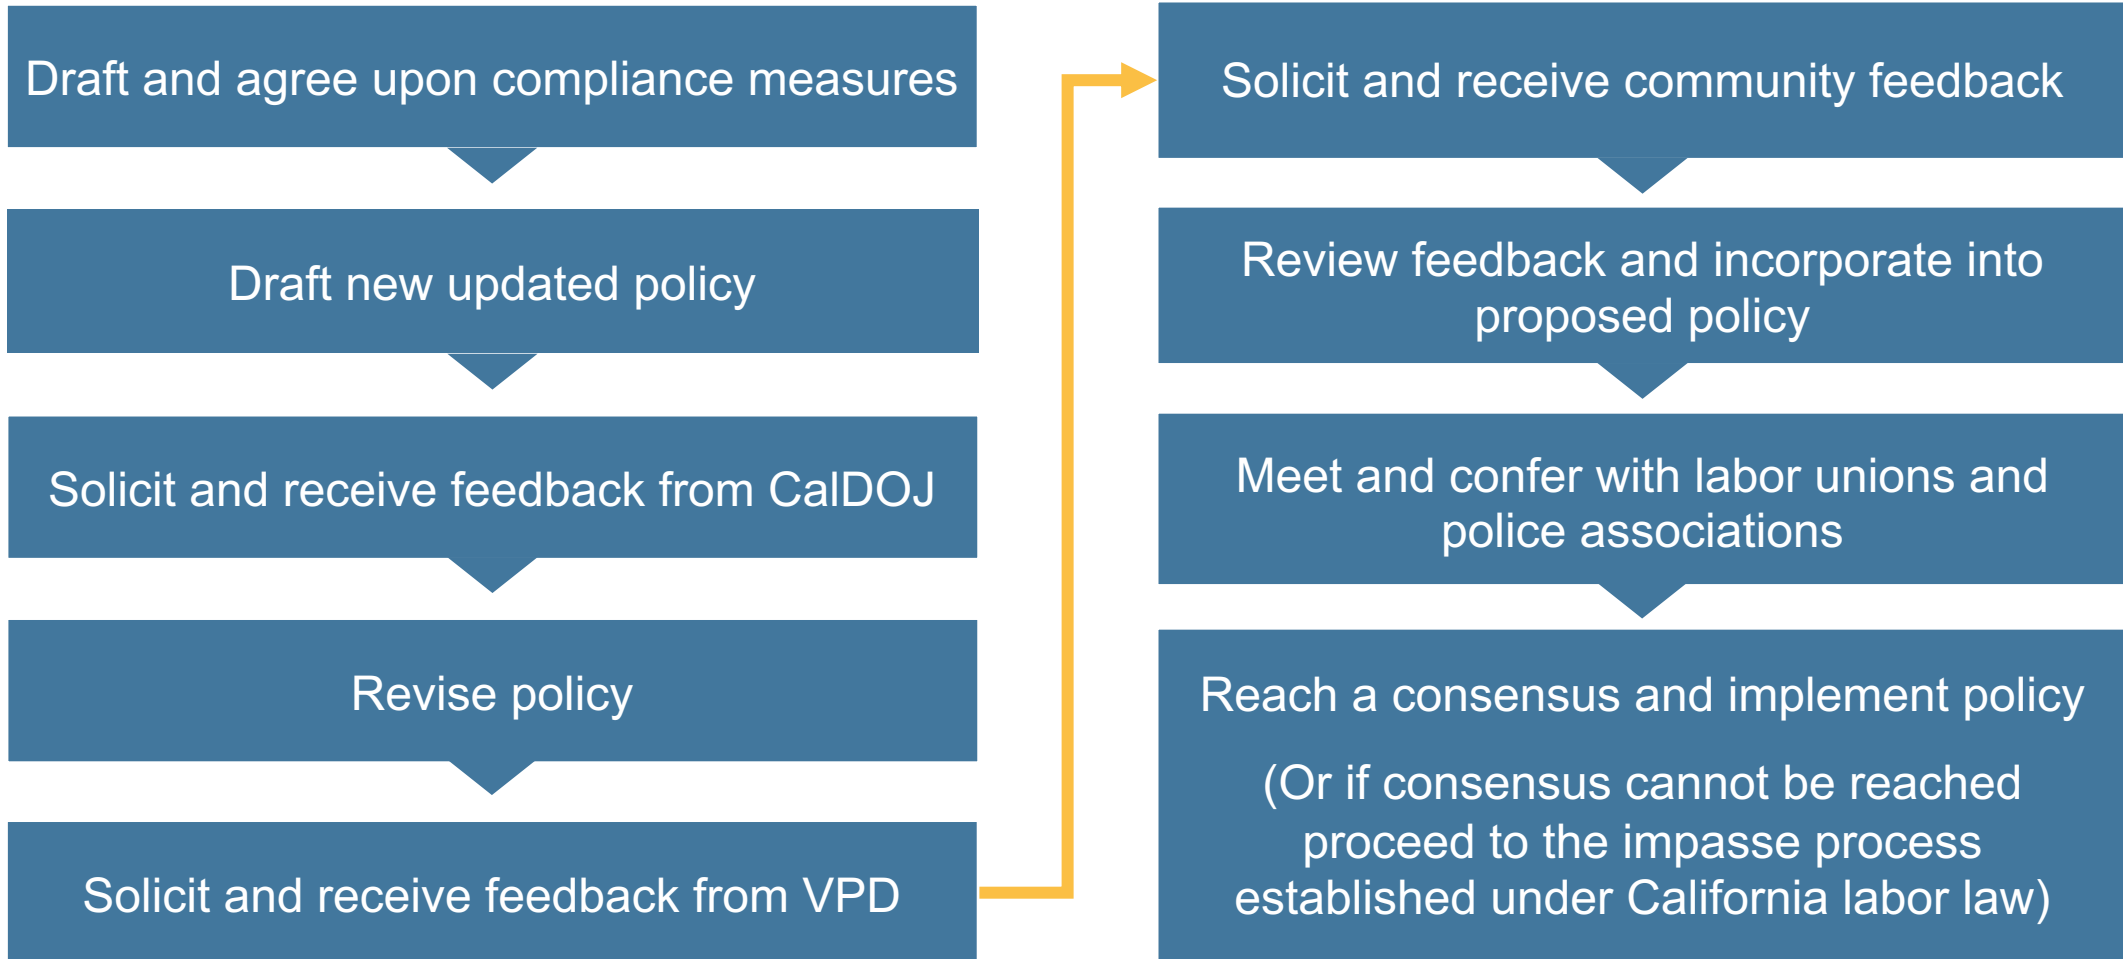 Draft and agree upon compliance measures
Draft new updated policy
Solicit and receive feedback from CalDOJ
Revise policy
Solicit and receive feedback from VPD
Solicit and receive community feedback
Review feedback and incorporate into
proposed policy
Meet and confer with labor unions and
police associations
Reach a consensus and implement policy
(Or if consensus cannot be reached
proceed to the impasse process
established under California labor law)